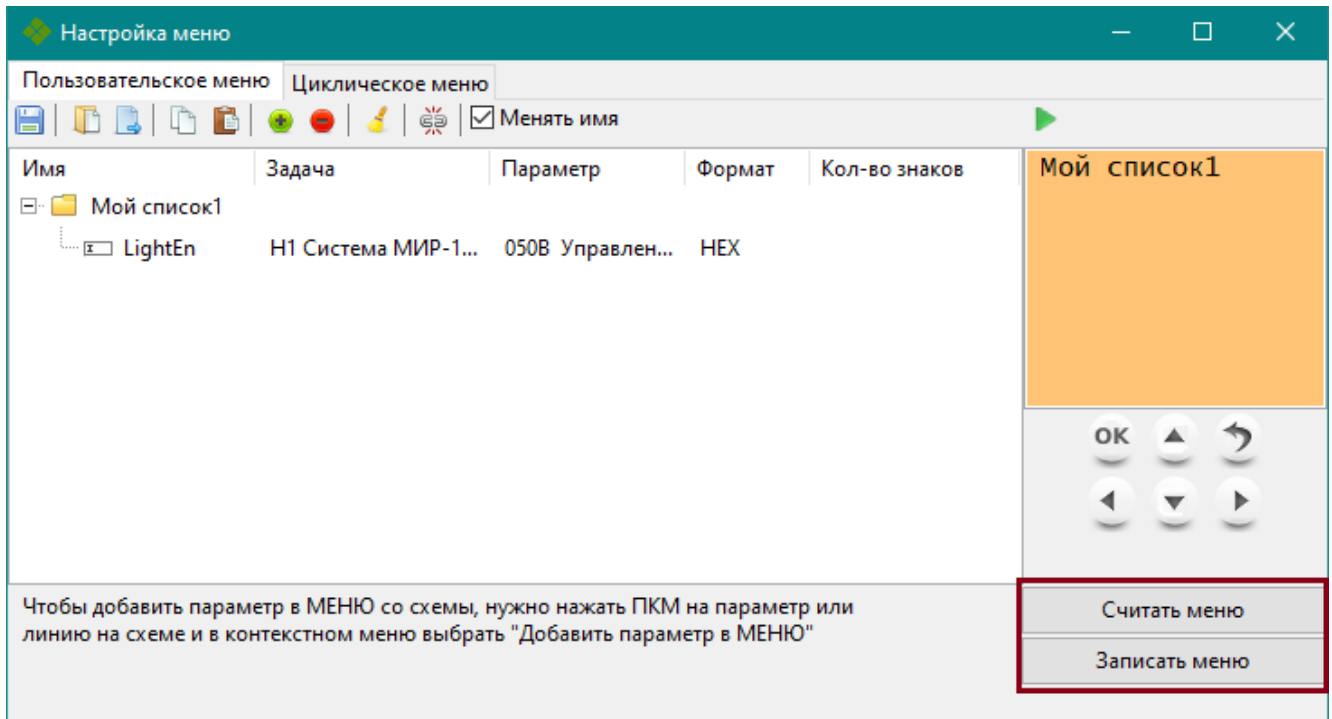 Настройка меню
Пользовательское меню Циклическое меню
Менять имя
Имя Задача Параметр Формат Кол-во знаков
Мой список1
LightEn H1 Система МИР-1... 050B Управлен... HEX
Мой список1
OK
Чтобы добавить параметр в МЕНЮ со схемы, нужно нажать ПКМ на параметр или
линию на схеме и в контекстном меню выбрать "Добавить параметр в МЕНЮ"
Считать меню
Записать меню